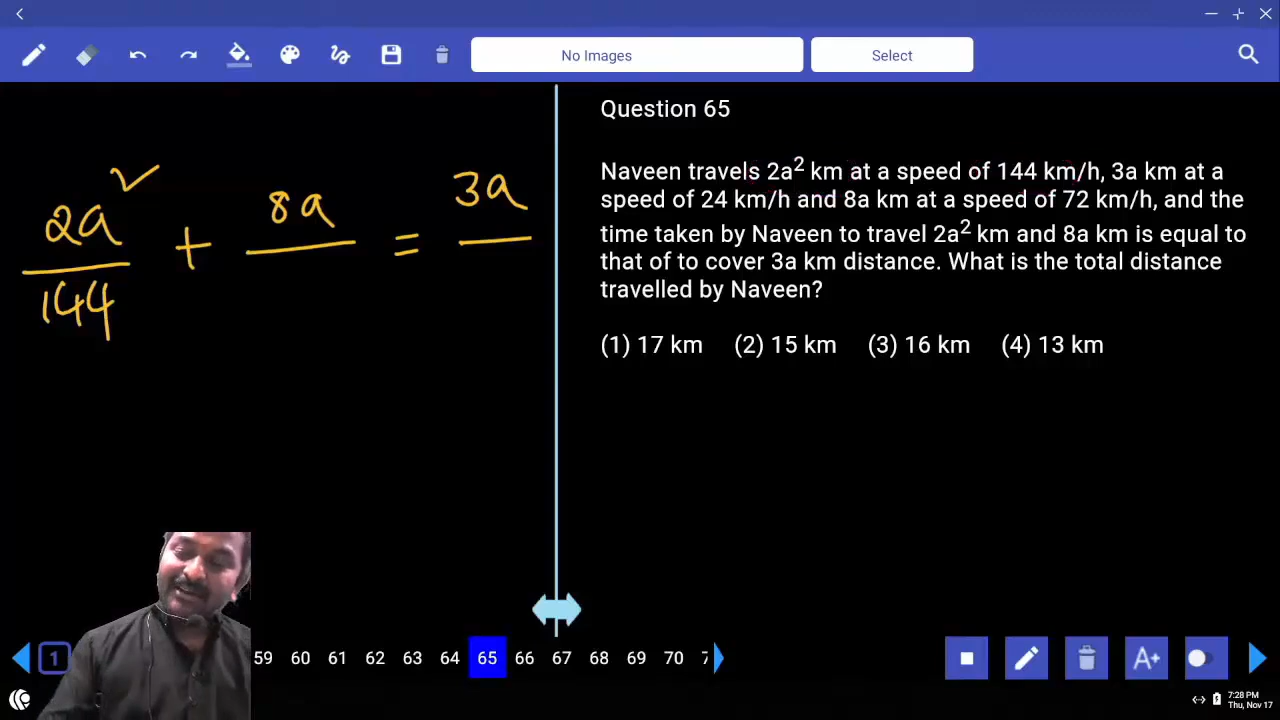 No Images
Select
2a² + 8a = 3a
144
Question 65
Naveen travels 2a² km at a speed of 144 km/h, 3a km at a
speed of 24 km/h and 8a km at a speed of 72 km/h, and the
time taken by Naveen to travel 2a² km and 8a km is equal to
that of to cover 3a km distance. What is the total distance
travelled by Naveen?
(1) 17 km (2) 15 km (3) 16 km (4) 13 km
1 59 60 61 62 63 64 65 66 67 68 69 70 7
A+
7:28 PM
Thu, Nov 17